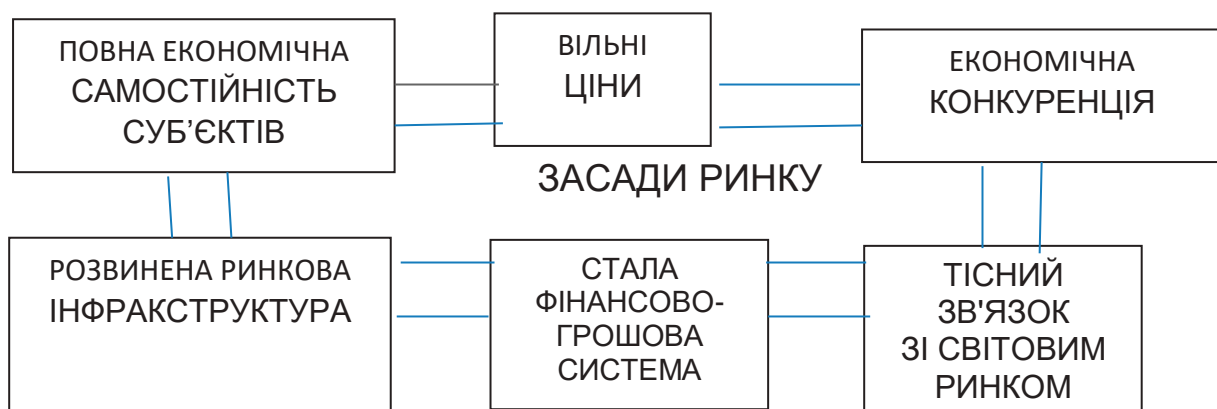 ПОВНА ЕКОНОМІЧНА
САМОСТІЙНІСТЬ
СУБ’ЄКТІВ
ВІЛЬНІ
ЦІНИ
ЕКОНОМІЧНА
КОНКУРЕНЦІЯ
ЗАСАДИ РИНКУ
РОЗВИНЕНА РИНКОВА
ІНФРАКСТРУКТУРА
СТАЛА
ФІНАНСОВО-
ГРОШОВА
СИСТЕМА
ТІСНИЙ
ЗВ'ЯЗОК
ЗІ СВІТОВИМ
РИНКОМ